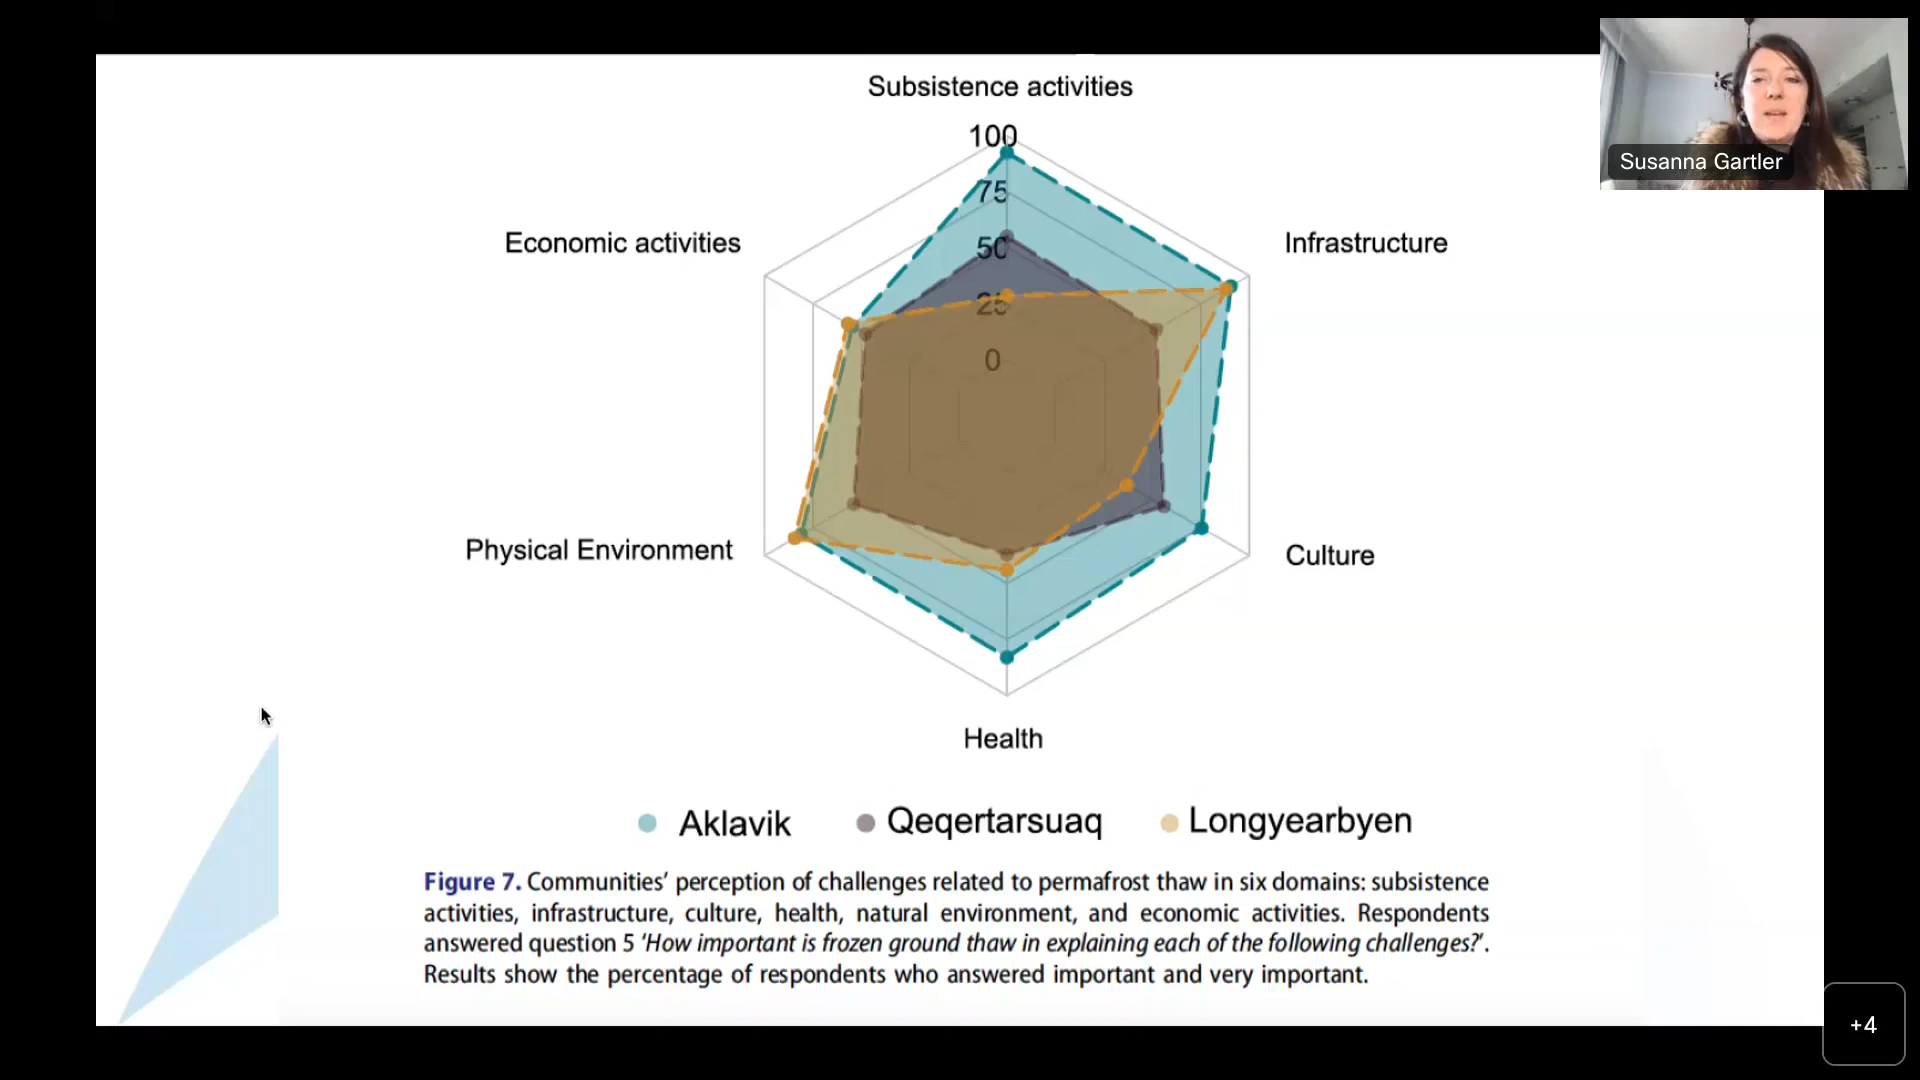 Susanna Gartler
Subsistence activities
100
75
50
25
0
Economic activities
Infrastructure
Physical Environment
Culture
Health
Aklavik
Qeqertarsuaq
Longyearbyen
Figure 7. Communities’ perception of challenges related to permafrost thaw in six domains: subsistence
activities, infrastructure, culture, health, natural environment, and economic activities. Respondents
answered question 5 ‘How important is frozen ground thaw in explaining each of the following challenges?’.
Results show the percentage of respondents who answered important and very important.
+4